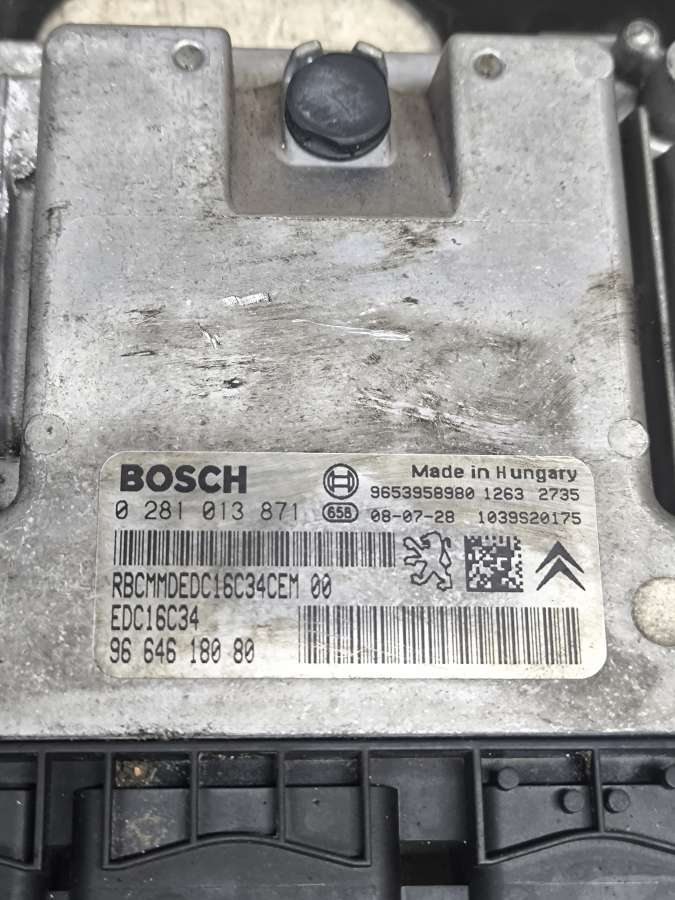 BOSCH
Made in Hungary
9653958980 1263 2735
0 281 013 871 658 08-07-28 1039S20175
RBCMMDEDC16C34CEM 00
EDC16C34
96 646 180 80